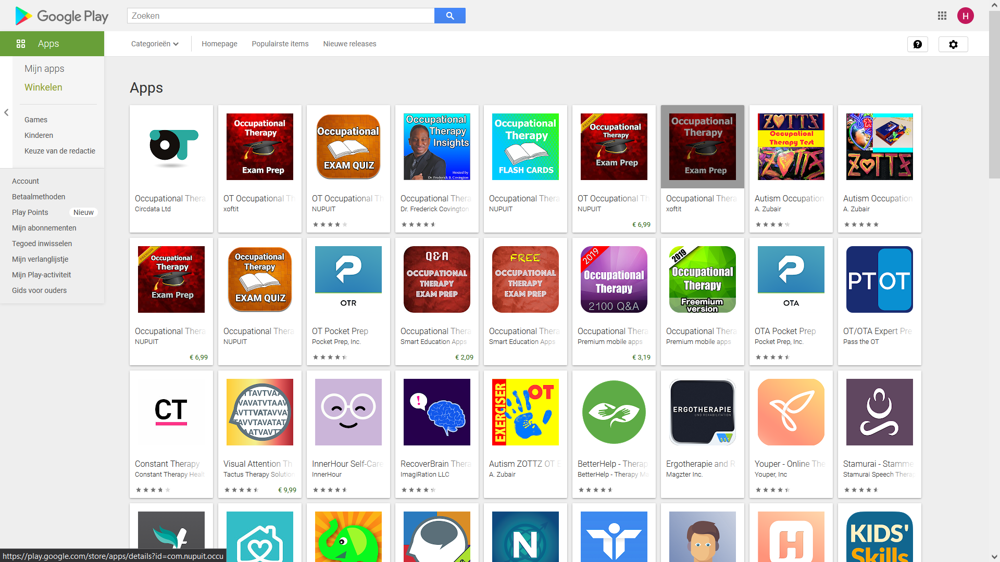 Google Play
Zoeken
H
Apps
Categorieën
Homepage
Populairste items
Nieuwe releases
Mijn apps
Winkelen
Games
Kinderen
Keuze van de redactie
Account
Betaalmethoden
Play Points
Nieuw
Mijn abonnementen
Tegoed inwisselen
Mijn verlanglijstje
Mijn Play-activiteit
Gids voor ouders
Apps
OT
Occupational Thera
Circdata Ltd
Occupational
Therapy
Exam Prep
OT Occupational Th
xoftit
Occupational
EXAM QUIZ
OT Occupational Th
NUPUIT
Occupational
Therapy
Insights
Hosted by
Dr. Frederick B. Covington
Occupational Thera
Dr. Frederick Covington
Occupational
Therapy
FLASH CARDS
Occupational Thera
NUPUIT
PREMIUM
Occupational
Therapy
Exam Prep
OT Occupational Th
NUPUIT
€ 6,99
Occupational
Therapy
Exam Prep
Occupational Thera
xoftit
ZOTTZ
Occupationl
Therapy Test
ZOTTZ
Autism Occupation
A. Zubair
ZOTTZ
Autism Occupation
A. Zubair
PREMIUM
Occupational
Therapy
Exam Prep
Occupational Thera
NUPUIT
€ 6,99
Occupational
Therapy
EXAM QUIZ
Occupational Thera
NUPUIT
OTR
OT Pocket Prep
Pocket Prep, Inc.
Q&A
OCCUPATIONAL
THERAPY
EXAM PREP
Occupational Thera
Smart Education Apps
€ 2,09
FREE
OCCUPATIONAL
THERAPY
EXAM PREP
Occupational Thera
Smart Education Apps
2019
Occupational
Therapy
2100 Q&A
Occupational Thera
Premium mobile apps
€ 3,19
2019
Occupational
Therapy
Freemium
version
Occupational Thera
Premium mobile apps
OTA
OTA Pocket Prep
Pocket Prep, Inc.
PTOT
OT/OTA Expert Pre
Pass the OT
CT
Constant Therapy
Constant Therapy Healt
TAVTVAA
VAVATVTAAV
AVTTVATAVVA
TAVVTAVATAT
AATVAVTT
Visual Attention Th
Tactus Therapy Solution
€ 9,99
InnerHour Self-Care
InnerHour
!
RecoverBrain Thera
ImagiRation LLC
EXERCISER
OT
Autism ZOTTZ OT E
A. Zubair
BetterHelp - Therap
BetterHelp - Therapy Ma
ERGOTHERAPIE
UND REHABILITATION
Ergotherapie and R
Magzter Inc.
Youper - Online The
Youper, Inc
Stamurai - Stamme
Stamurai Speech Therap
N
H
KIDS'
Skills
https://play.google.com/store/apps/details?id=com.nupuit.occu